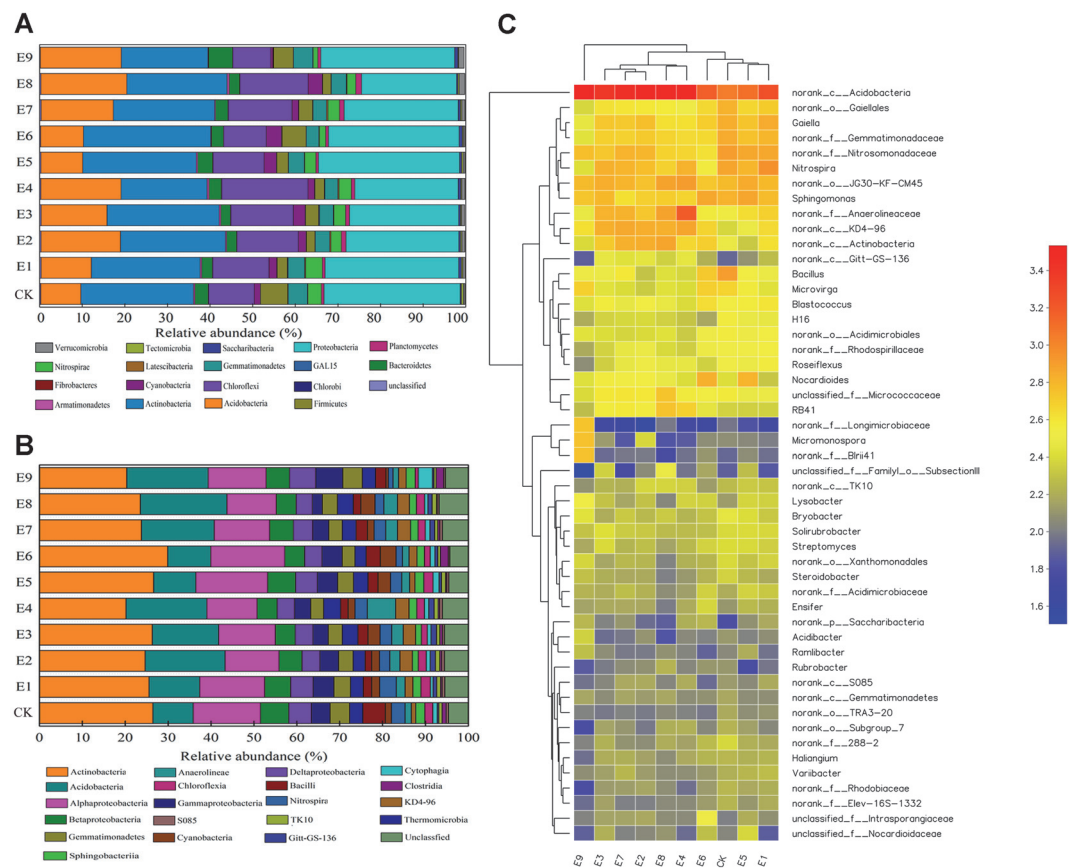 A
E9
E8
E7
E6
E5
E4
E3
E2
E1
CK
0 10 20 30 40 50 60 70 80 90 100
Relative abundance (%)
Verrucomicrobia Tectomicrobia Saccharibacteria Proteobacteria Planctomycetes
Nitrospirae Latescibacteria Gemmatimonadetes GAL15 Bacteroidetes
Fibrobacteres Cyanobacteria Chloroflexi Chlorobi unclassified
Armatimonadetes Actinobacteria Acidobacteria Firmicutes
B
E9
E8
E7
E6
E5
E4
E3
E2
E1
CK
0 10 20 30 40 50 60 70 80 90 100
Relative abundance (%)
Actinobacteria Anaerolineae Deltaproteobacteria Cytophagia
Acidobacteria Chloroflexia Bacilli Clostridia
Alphaproteobacteria Gammaproteobacteria Nitrospira KD4-96
Betaproteobacteria S085 TK10 Thermomicrobia
Gemmatimonadetes Cyanobacteria Gitt-GS-136 Unclassfied
Sphingobacteriia
C
norank_c__Acidobacteria
norank_o__Gaiellales
Gaiella
norank_f__Gemmatimonadaceae
norank_f__Nitrosomonadaceae
Nitrospira
norank_o__JG30-KF-CM45
Sphingomonas
norank_f__Anaerolineaceae
norank_c__KD4-96
norank_c__Actinobacteria
norank_c__Gitt-GS-136
Bacillus
Microvirga
Blastococcus
H16
norank_o__Acidimicrobiales
norank_f__Rhodospirillaceae
Roseiflexus
Nocardioides
unclassified_f__Micrococcaceae
RB41
norank_f__Longimicrobiaceae
Micromonospora
norank_f__Blrii41
unclassified_f__FamilyI_o__SubsectionIII
norank_c__TK10
Lysobacter
Bryobacter
Solirubrobacter
Streptomyces
norank_o__Xanthomonadales
Steroidobacter
norank_f__Acidimicrobiaceae
Ensifer
norank_p__Saccharibacteria
Acidibacter
Ramlibacter
Rubrobacter
norank_c__S085
norank_c__Gemmatimonadetes
norank_o__TRA3-20
norank_o__Subgroup_7
norank_f__288-2
Haliangium
Variibacter
norank_f__Rhodobiaceae
norank_f__Elev-16S-1332
unclassified_f__Intrasporangiaceae
unclassified_f__Nocardioidaceae
E9 E3 E7 E2 E8 E4 E6 CK E5 E1
3.4
3.2
3.0
2.8
2.6
2.4
2.2
2.0
1.8
1.6